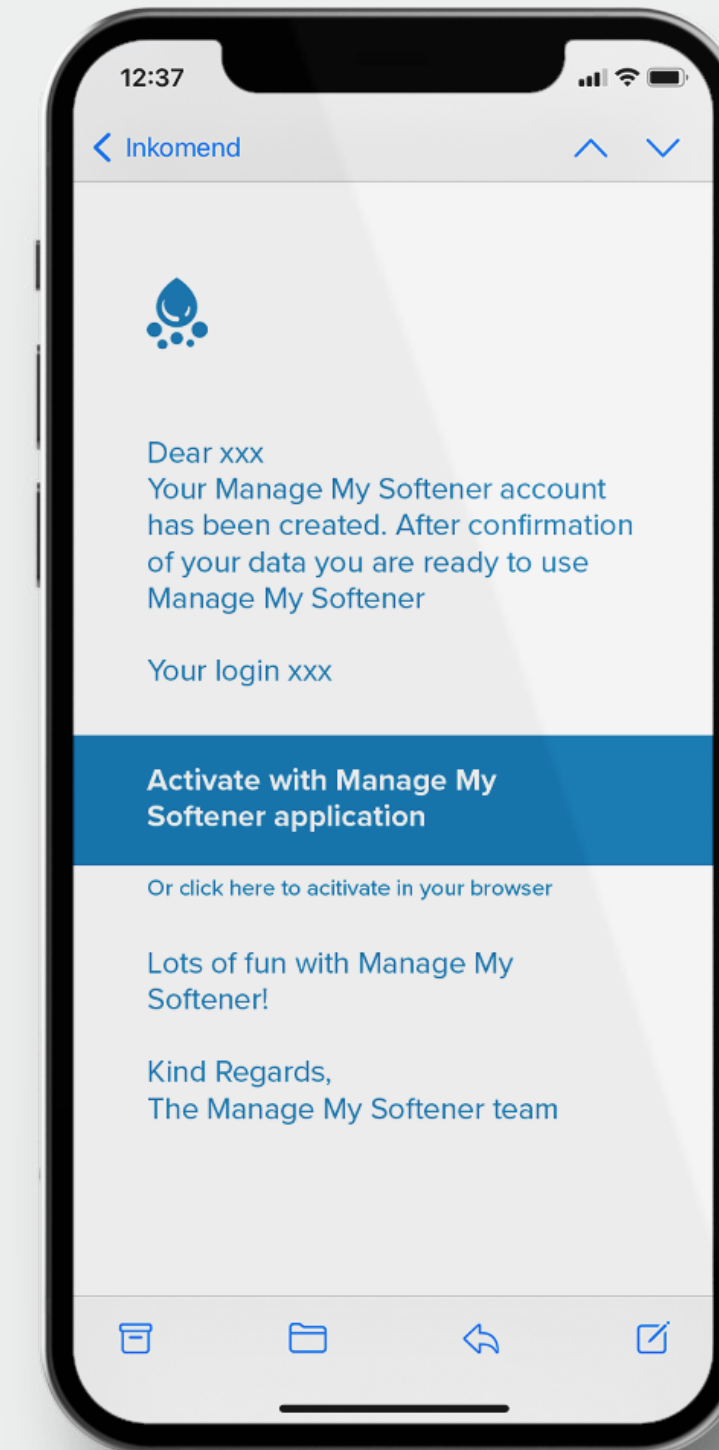 12:37
Inkomend
Dear xxx
Your Manage My Softener account
has been created. After confirmation
of your data you are ready to use
Manage My Softener
Your login xxx
Activate with Manage My
Softener application
Or click here to acitivate in your browser
Lots of fun with Manage My
Softener!
Kind Regards,
The Manage My Softener team